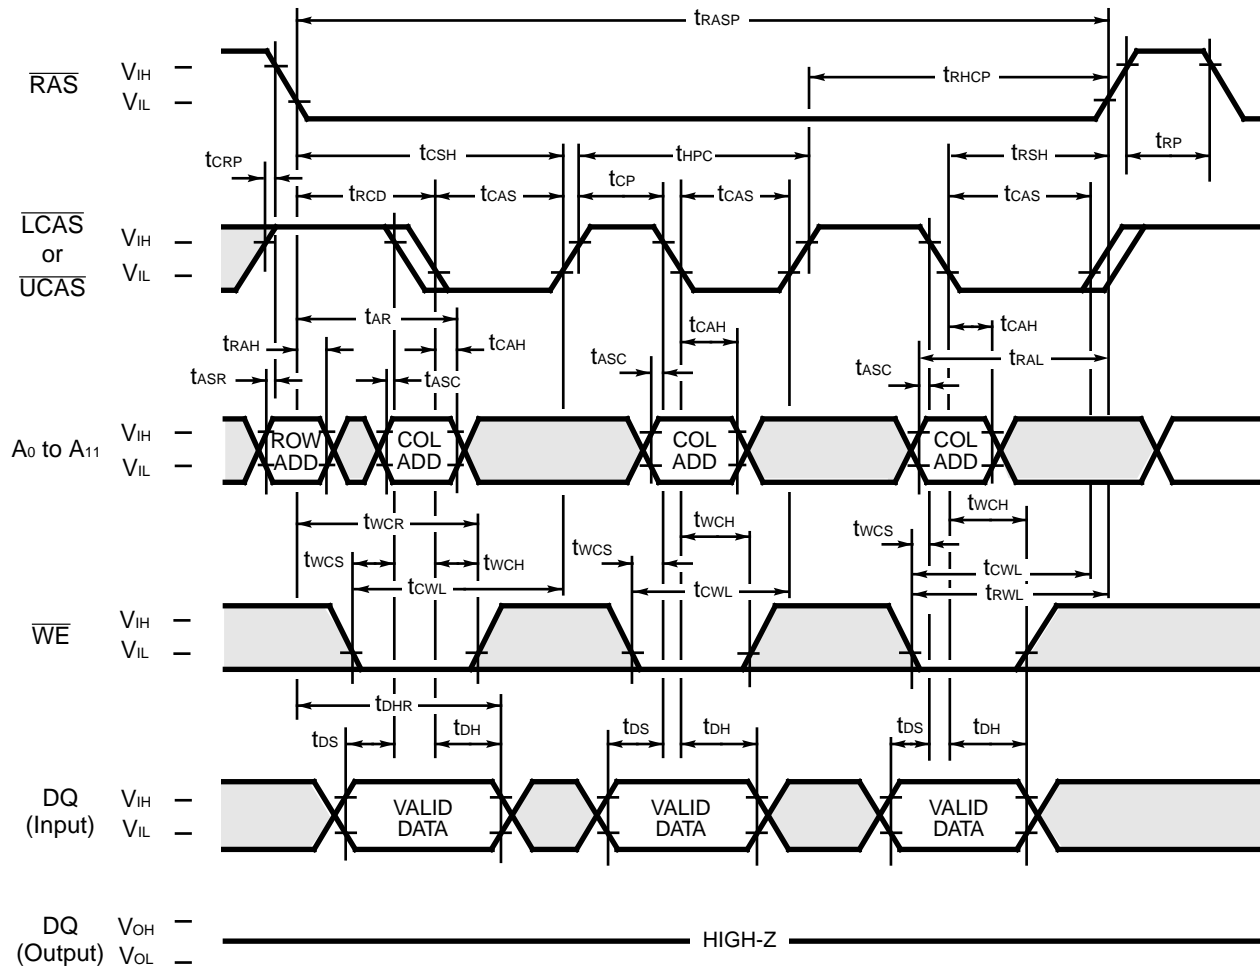 tRASP
RAS
VIH
VIL
tRHCP
tCRP
tCSH
tHPC
tRSH
tRP
tRCD
tCAS
tCP
tCAS
tCAS
LCAS
or
UCAS
VIH
VIL
tAR
tRAH
tCAH
tCAH
tCAH
tASR
tASC
tASC
tASC
tRAL
A0 to A11
VIH
VIL
ROW
ADD
COL
ADD
COL
ADD
COL
ADD
tWCR
tWCH
tWCH
tWCS
tWCS
tWCS
tWCH
tCWL
tCWL
tCWL
tRWL
WE
VIH
VIL
tDHR
tDS
tDH
tDS
tDH
tDS
tDH
DQ
(Input)
VIH
VIL
VALID
DATA
VALID
DATA
VALID
DATA
DQ
(Output)
VOH
VOL
HIGH-Z